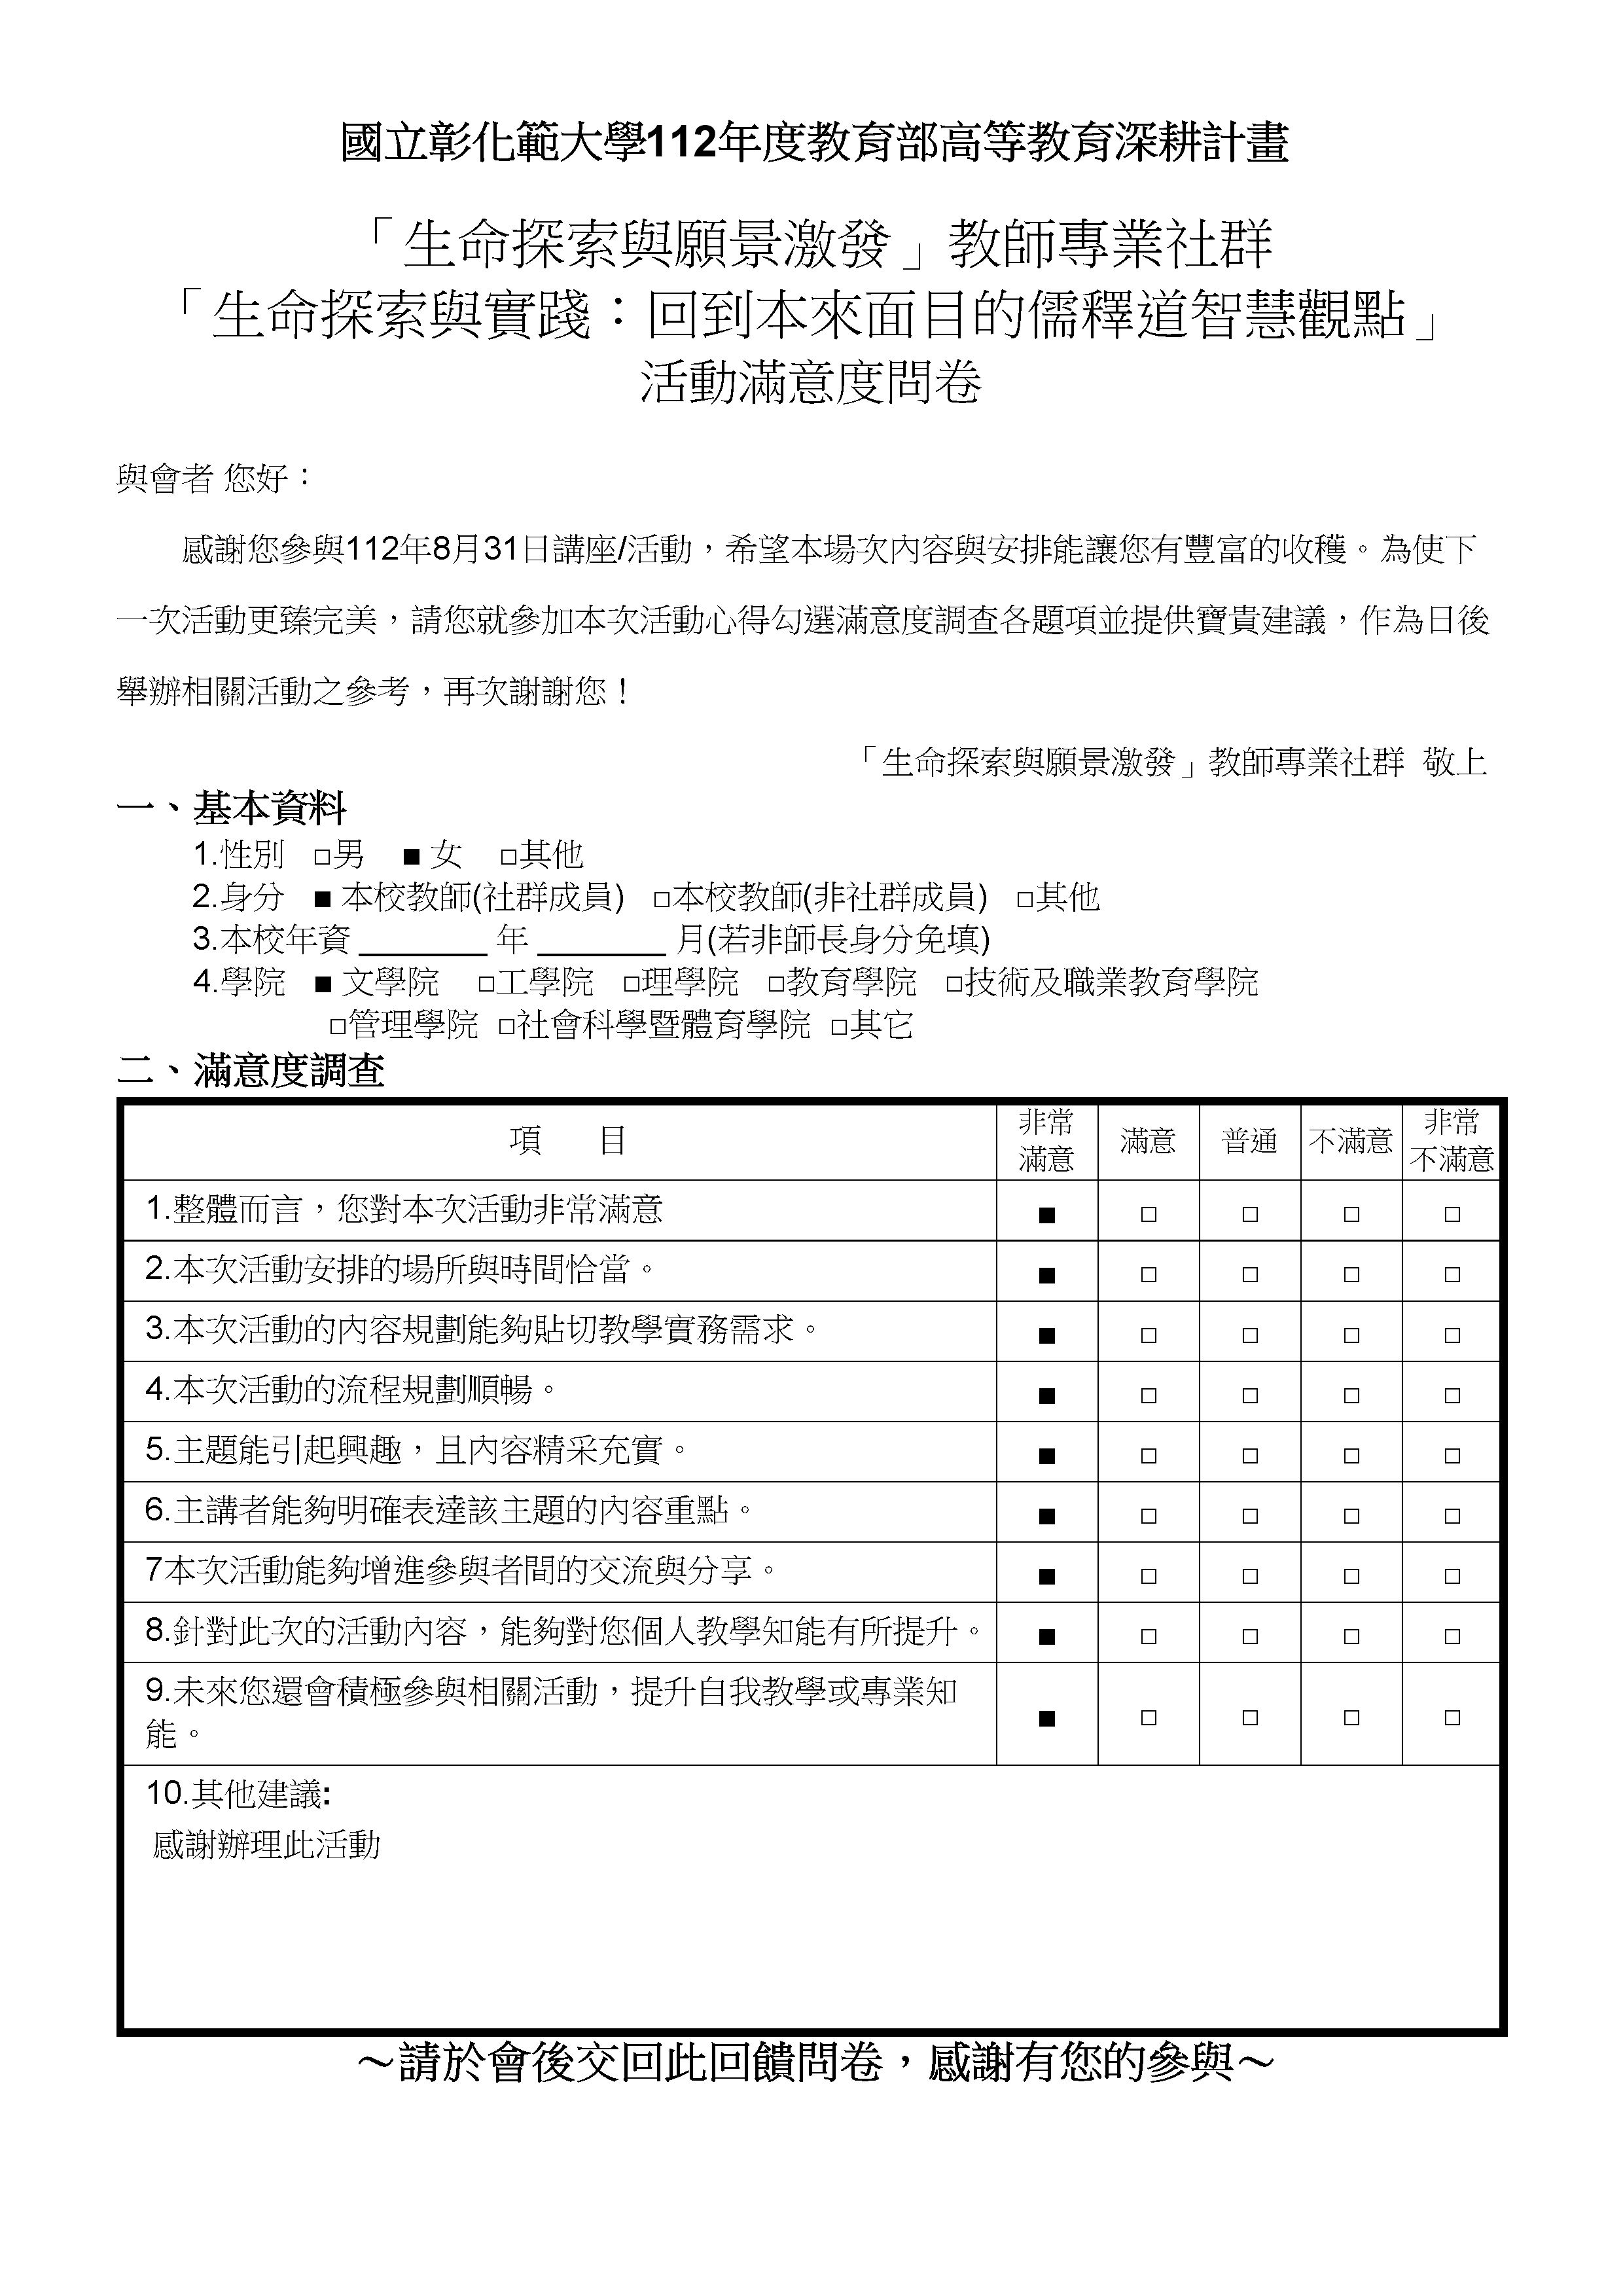 國立彰化範大學112年度教育部高等教育深耕計畫
「生命探索與願景激發」教師專業社群
「生命探索與實踐：回到本來面目的儒釋道智慧觀點」
活動滿意度問卷
與會者 您好：
感謝您參與112年8月31日講座/活動，希望本場次內容與安排能讓您有豐富的收穫。為使下
一次活動更臻完美，請您就參加本次活動心得勾選滿意度調查各題項並提供寶貴建議，作為日後
舉辦相關活動之參考，再次謝謝您！
「生命探索與願景激發」教師專業社群 敬上
一、基本資料
1.性別 □男 ■ 女 □其他
2.身分 ■ 本校教師(社群成員) □本校教師(非社群成員) □其他
3.本校年資 _______ 年 _______ 月(若非師長身分免填)
4.學院 ■ 文學院 □工學院 □理學院 □教育學院 □技術及職業教育學院
□管理學院 □社會科學暨體育學院 □其它
二、滿意度調查
項 目 非常滿意 滿意 普通 不滿意 非常不滿意
1.整體而言，您對本次活動非常滿意 ■ □ □ □ □
2.本次活動安排的場所與時間恰當。 ■ □ □ □ □
3.本次活動的內容規劃能夠貼切教學實務需求。 ■ □ □ □ □
4.本次活動的流程規劃順暢。 ■ □ □ □ □
5.主題能引起興趣，且內容精采充實。 ■ □ □ □ □
6.主講者能夠明確表達該主題的內容重點。 ■ □ □ □ □
7本次活動能夠增進參與者間的交流與分享。 ■ □ □ □ □
8.針對此次的活動內容，能夠對您個人教學知能有所提升。 ■ □ □ □ □
9.未來您還會積極參與相關活動，提升自我教學或專業知
能。 ■ □ □ □ □
10.其他建議:
感謝辦理此活動
～請於會後交回此回饋問卷，感謝有您的參與～